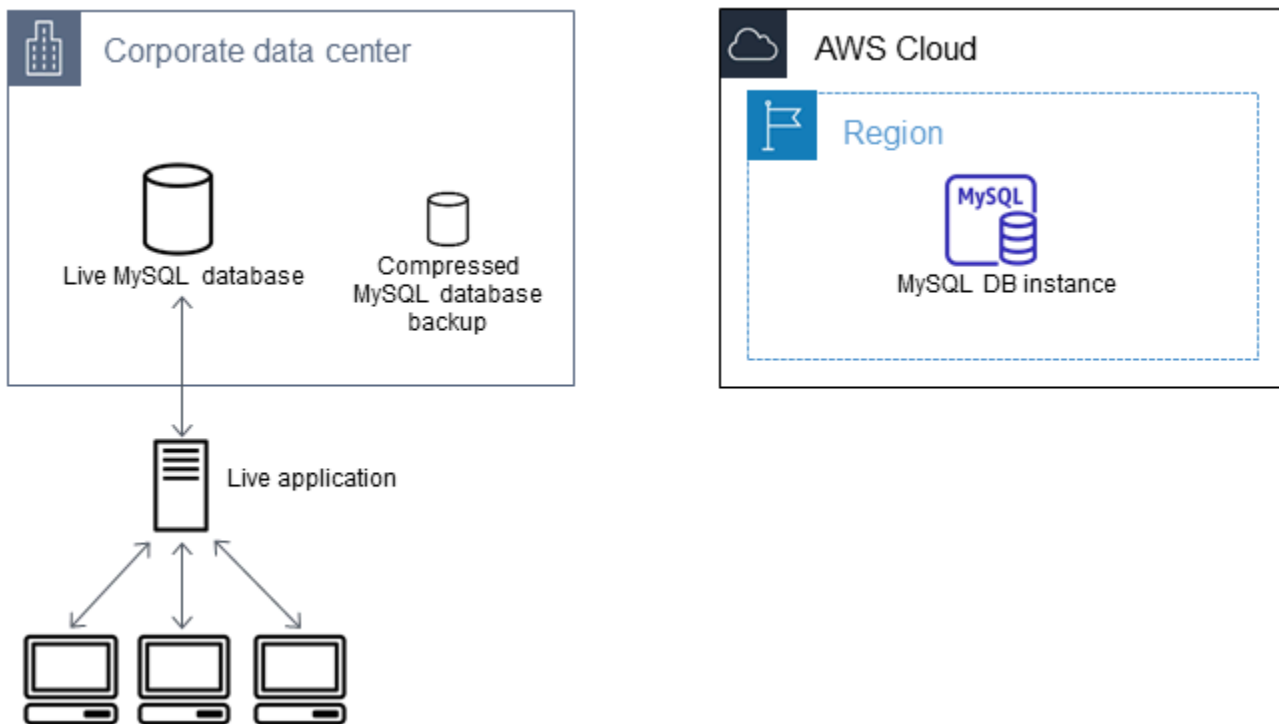 Corporate data center
AWS Cloud
Region
MySQL
Live MySQL database
Compressed
MySQL database
backup
MySQL DB instance
Live application